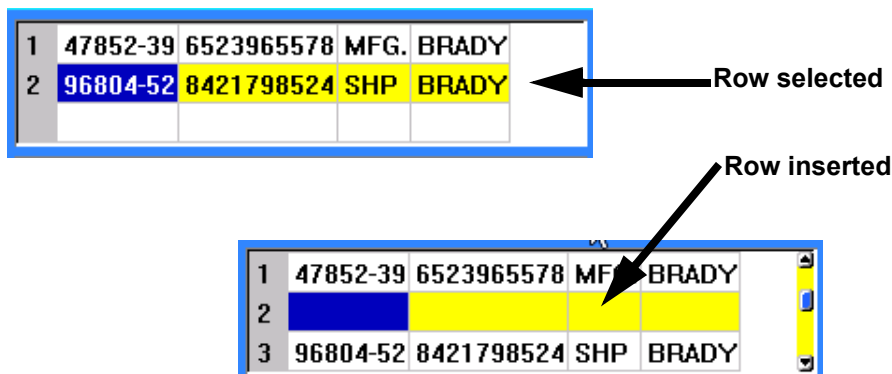 1 47852-39 6523965578 MFG. BRADY
2 96804-52 8421798524 SHP BRADY
Row selected
Row inserted
1 47852-39 6523965578 MF BRADY
2
3 96804-52 8421798524 SHP BRADY